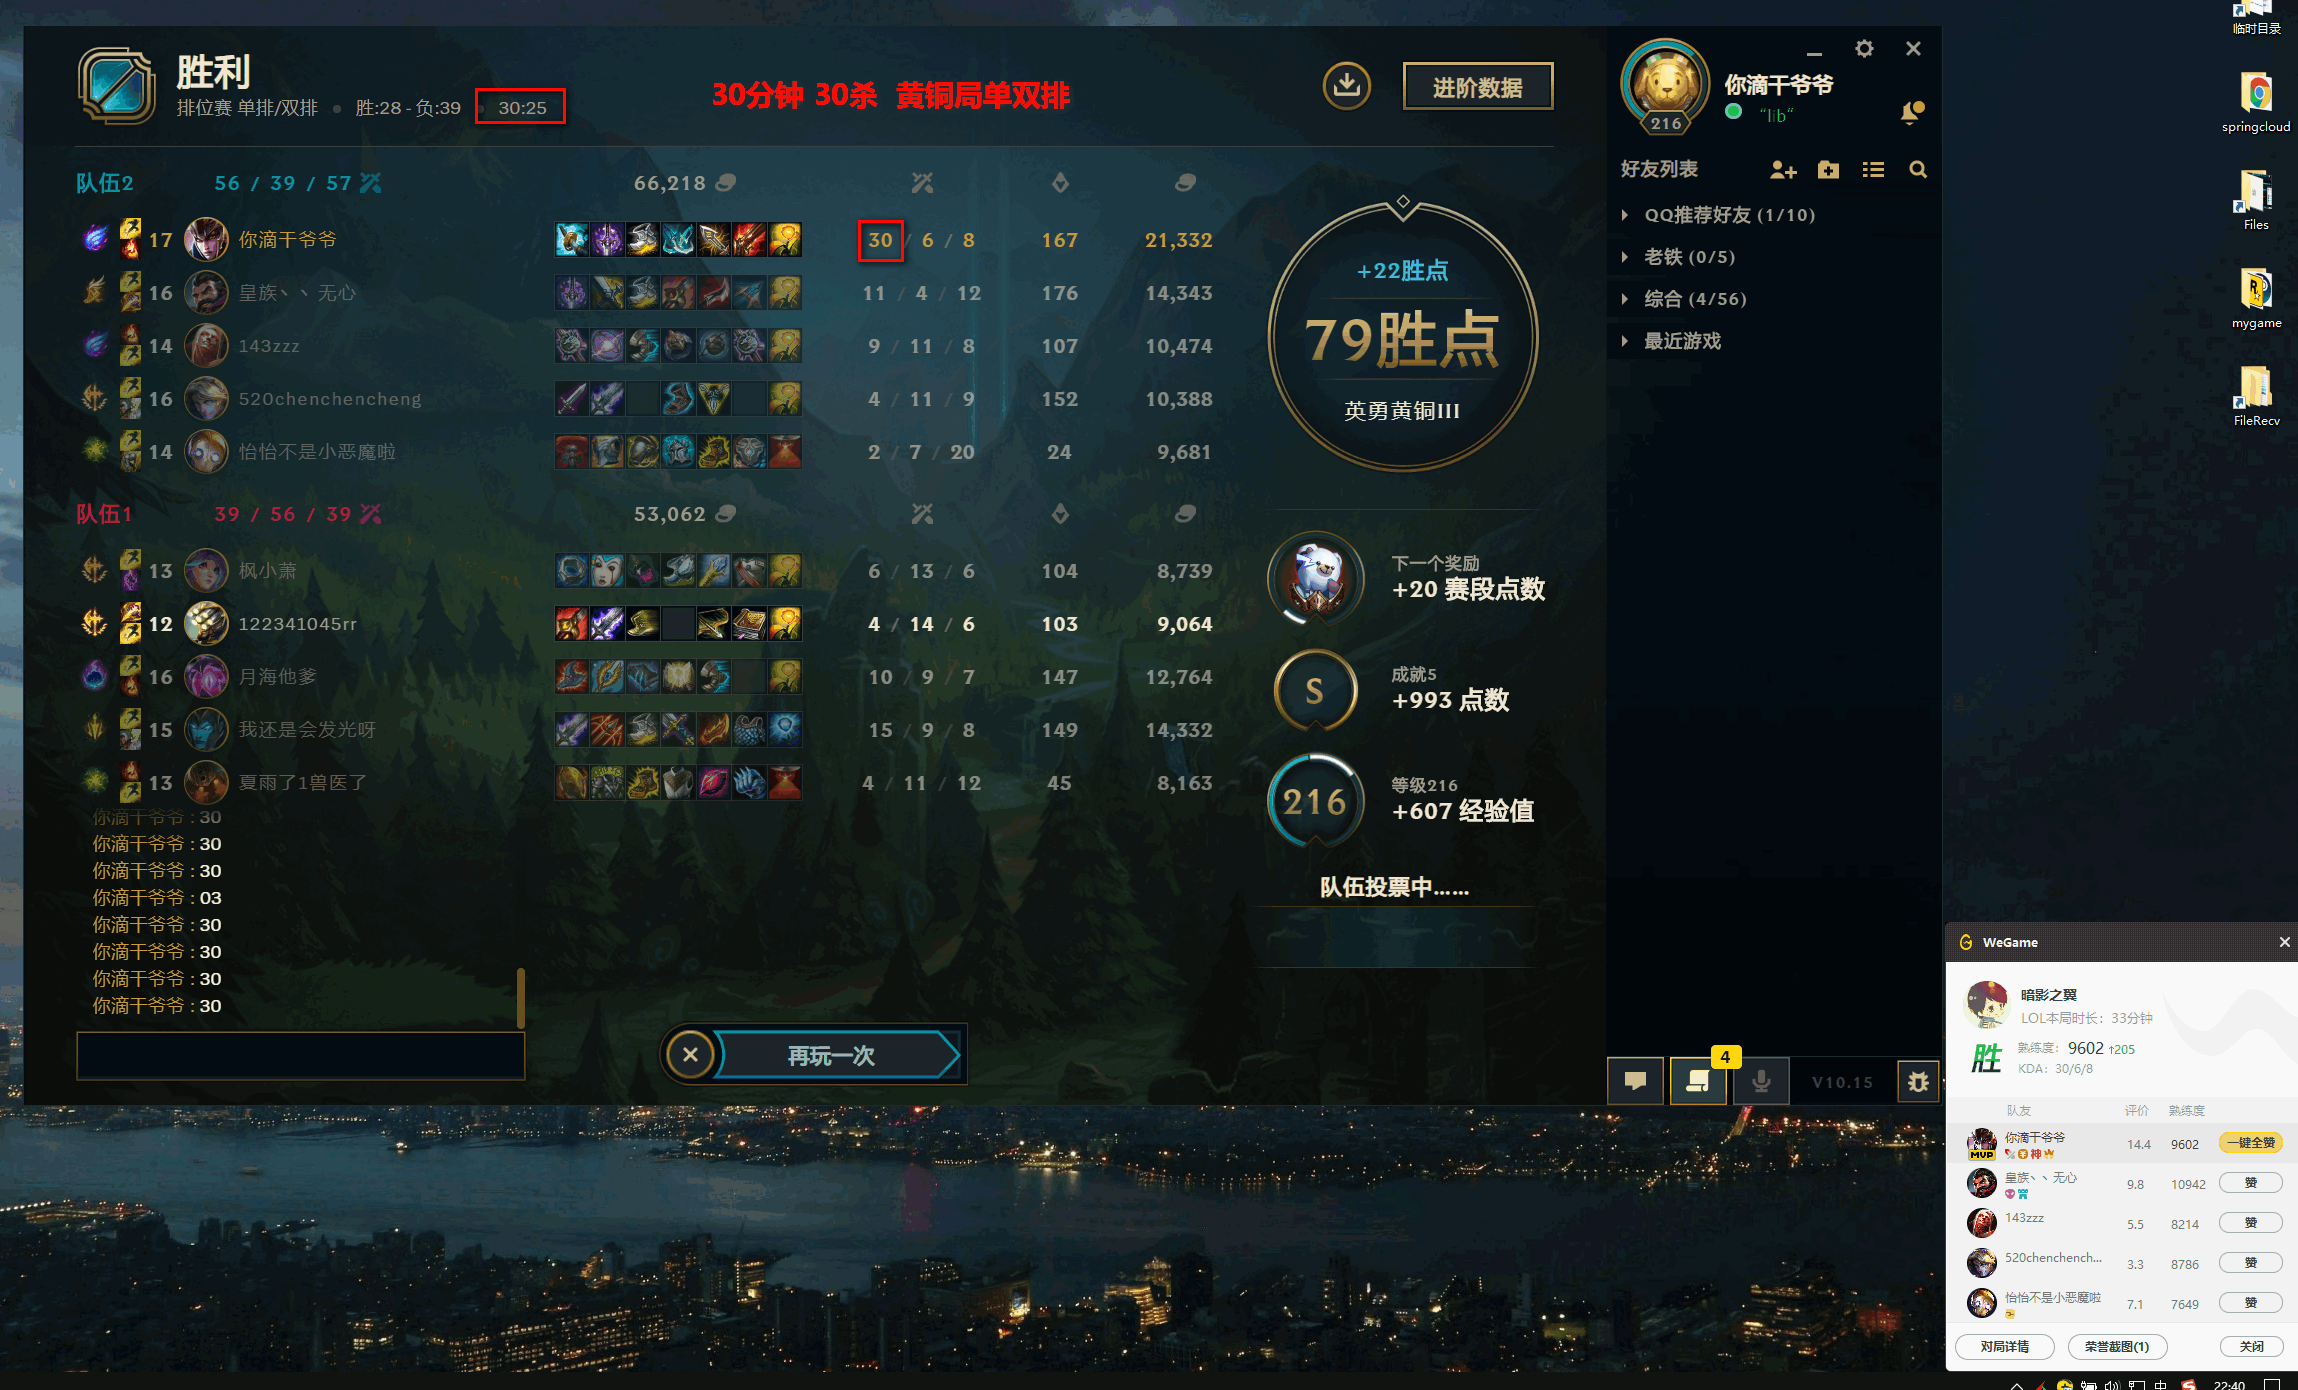 胜利
排位赛 单排/双排 ● 胜:28 - 负:39 ● 30:25
30分钟 30杀 黄铜局单双排
进阶数据
队伍2 56 / 39 / 57 66,218
17 你滴干爷爷 30 / 6 / 8 167 21,332
16 皇族丶丶无心 11 / 4 / 12 176 14,343
14 143zzz 9 / 11 / 8 107 10,474
16 520chenchencheng 4 / 11 / 9 152 10,388
14 怡怡不是小恶魔啦 2 / 7 / 20 24 9,681
队伍1 39 / 56 / 39 53,062
13 枫小萧 6 / 13 / 6 104 8,739
12 122341045rr 4 / 14 / 6 103 9,064
16 月海他爹 10 / 9 / 7 147 12,764
15 我还是会发光呀 15 / 9 / 8 149 14,332
13 夏雨了1兽医了 4 / 11 / 12 45 8,163
你滴干爷爷 : 30
你滴干爷爷 : 30
你滴干爷爷 : 30
你滴干爷爷 : 03
你滴干爷爷 : 30
你滴干爷爷 : 30
你滴干爷爷 : 30
你滴干爷爷 : 30
再玩一次
+22胜点
79胜点
英勇黄铜III
下一个奖励
+20 赛段点数
S
成就5
+993 点数
216
等级216
+607 经验值
队伍投票中......
216
你滴干爷爷
“lib“
好友列表
QQ推荐好友 (1/10)
老铁 (0/5)
综合 (4/56)
最近游戏
4
V10.15
临时目录
springcloud
Files
mygame
FileRecv
WeGame
暗影之翼
LOL本局时长：33分钟
胜
熟练度：9602 ↑205
KDA：30/6/8
队友 评价 熟练度
你滴干爷爷 14.4 9602 一键全赞
MVP 神
皇族丶丶无心 9.8 10942 赞
143zzz 5.5 8214 赞
520chenchench... 3.3 8786 赞
怡怡不是小恶魔啦 7.1 7649 赞
对局详情 荣誉截图(1) 关闭
中 22:40